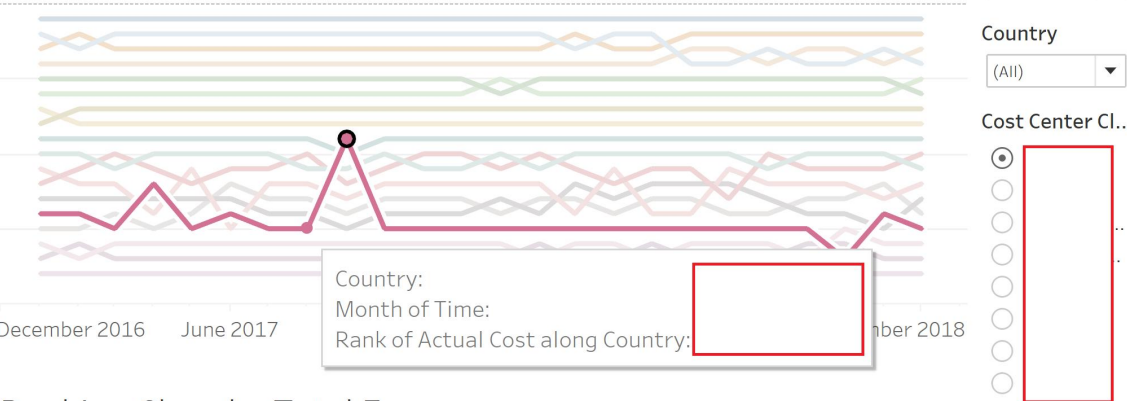 Country
(All)
Cost Center Cl..
Country:
Month of Time:
Rank of Actual Cost along Country:
December 2016
June 2017
2018